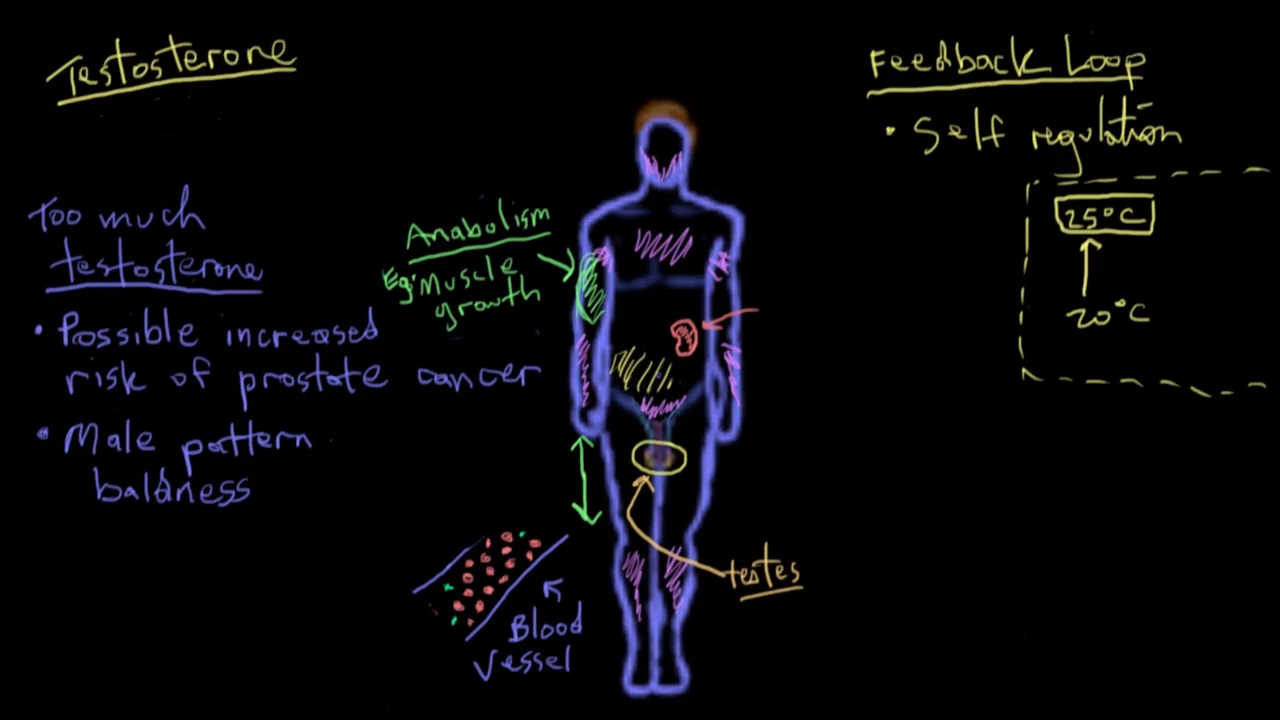 Testosterone
Too much
testosterone
• Possible increased
risk of prostate cancer
• Male pattern
baldness
Anabolism
Eg: Muscle
growth
Blood
vessel
testes
Feedback Loop
• Self regulation
25°C
20°C